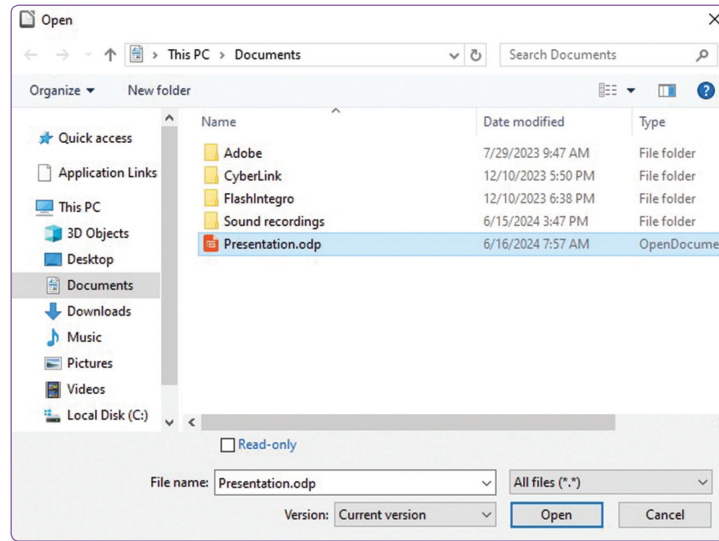 Open
This PC > Documents
Search Documents
Organize
New folder
Name
Date modified
Type
Quick access
Application Links
This PC
3D Objects
Desktop
Documents
Downloads
Music
Pictures
Videos
Local Disk (C:)
Adobe 7/29/2023 9:47 AM File folder
CyberLink 12/10/2023 5:50 PM File folder
FlashIntegro 12/10/2023 6:38 PM File folder
Sound recordings 6/15/2024 3:47 PM File folder
Presentation.odp 6/16/2024 7:57 AM OpenDocume
Read-only
File name: Presentation.odp
All files (*.*)
Version: Current version
Open
Cancel